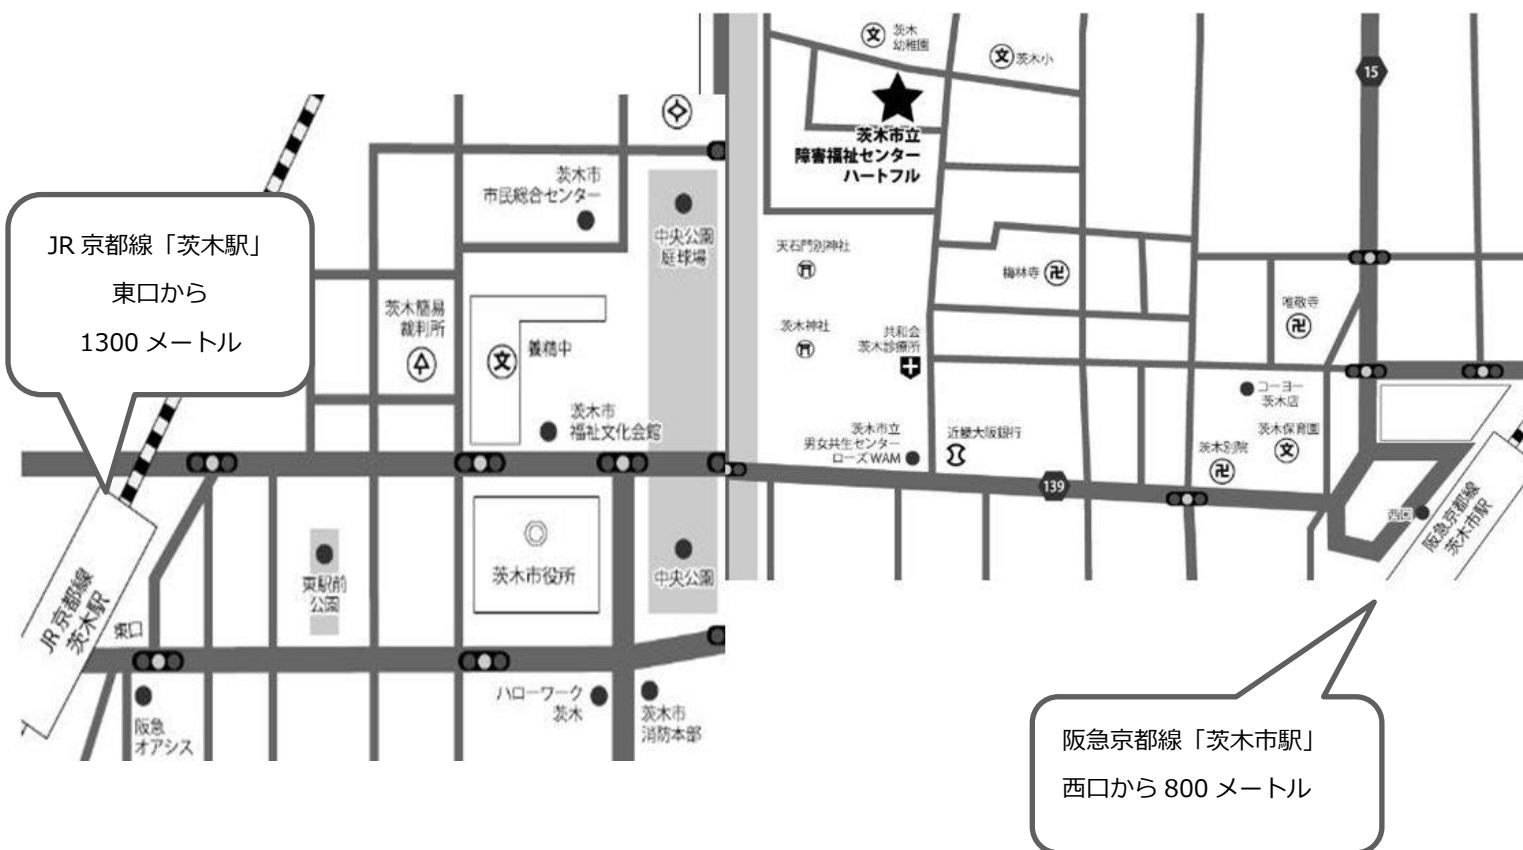 茨木
幼稚園
文
文
茨木小
15
茨木市立
障害福祉センター
ハートフル
茨木市
市民総合センター
中央公園
庭球場
JR 京都線「茨木駅」
東口から
1300 メートル
天石門別神社
梅林寺
卍
茨木簡易
裁判所
唯敬寺
卍
茨木神社
共和会
茨木診療所
文
養精中
コーヨー
茨木店
茨木市
福祉文化会館
茨木市立
男女共生センター
ローズ WAM
近畿大阪銀行
茨木別院
卍
茨木保育園
文
139
西口
阪急京都線
茨木市駅
茨木市役所
東駅前
公園
中央公園
JR 京都線
茨木駅
東口
阪急
オアシス
ハローワーク
茨木
茨木市
消防本部
阪急京都線「茨木市駅」
西口から 800 メートル